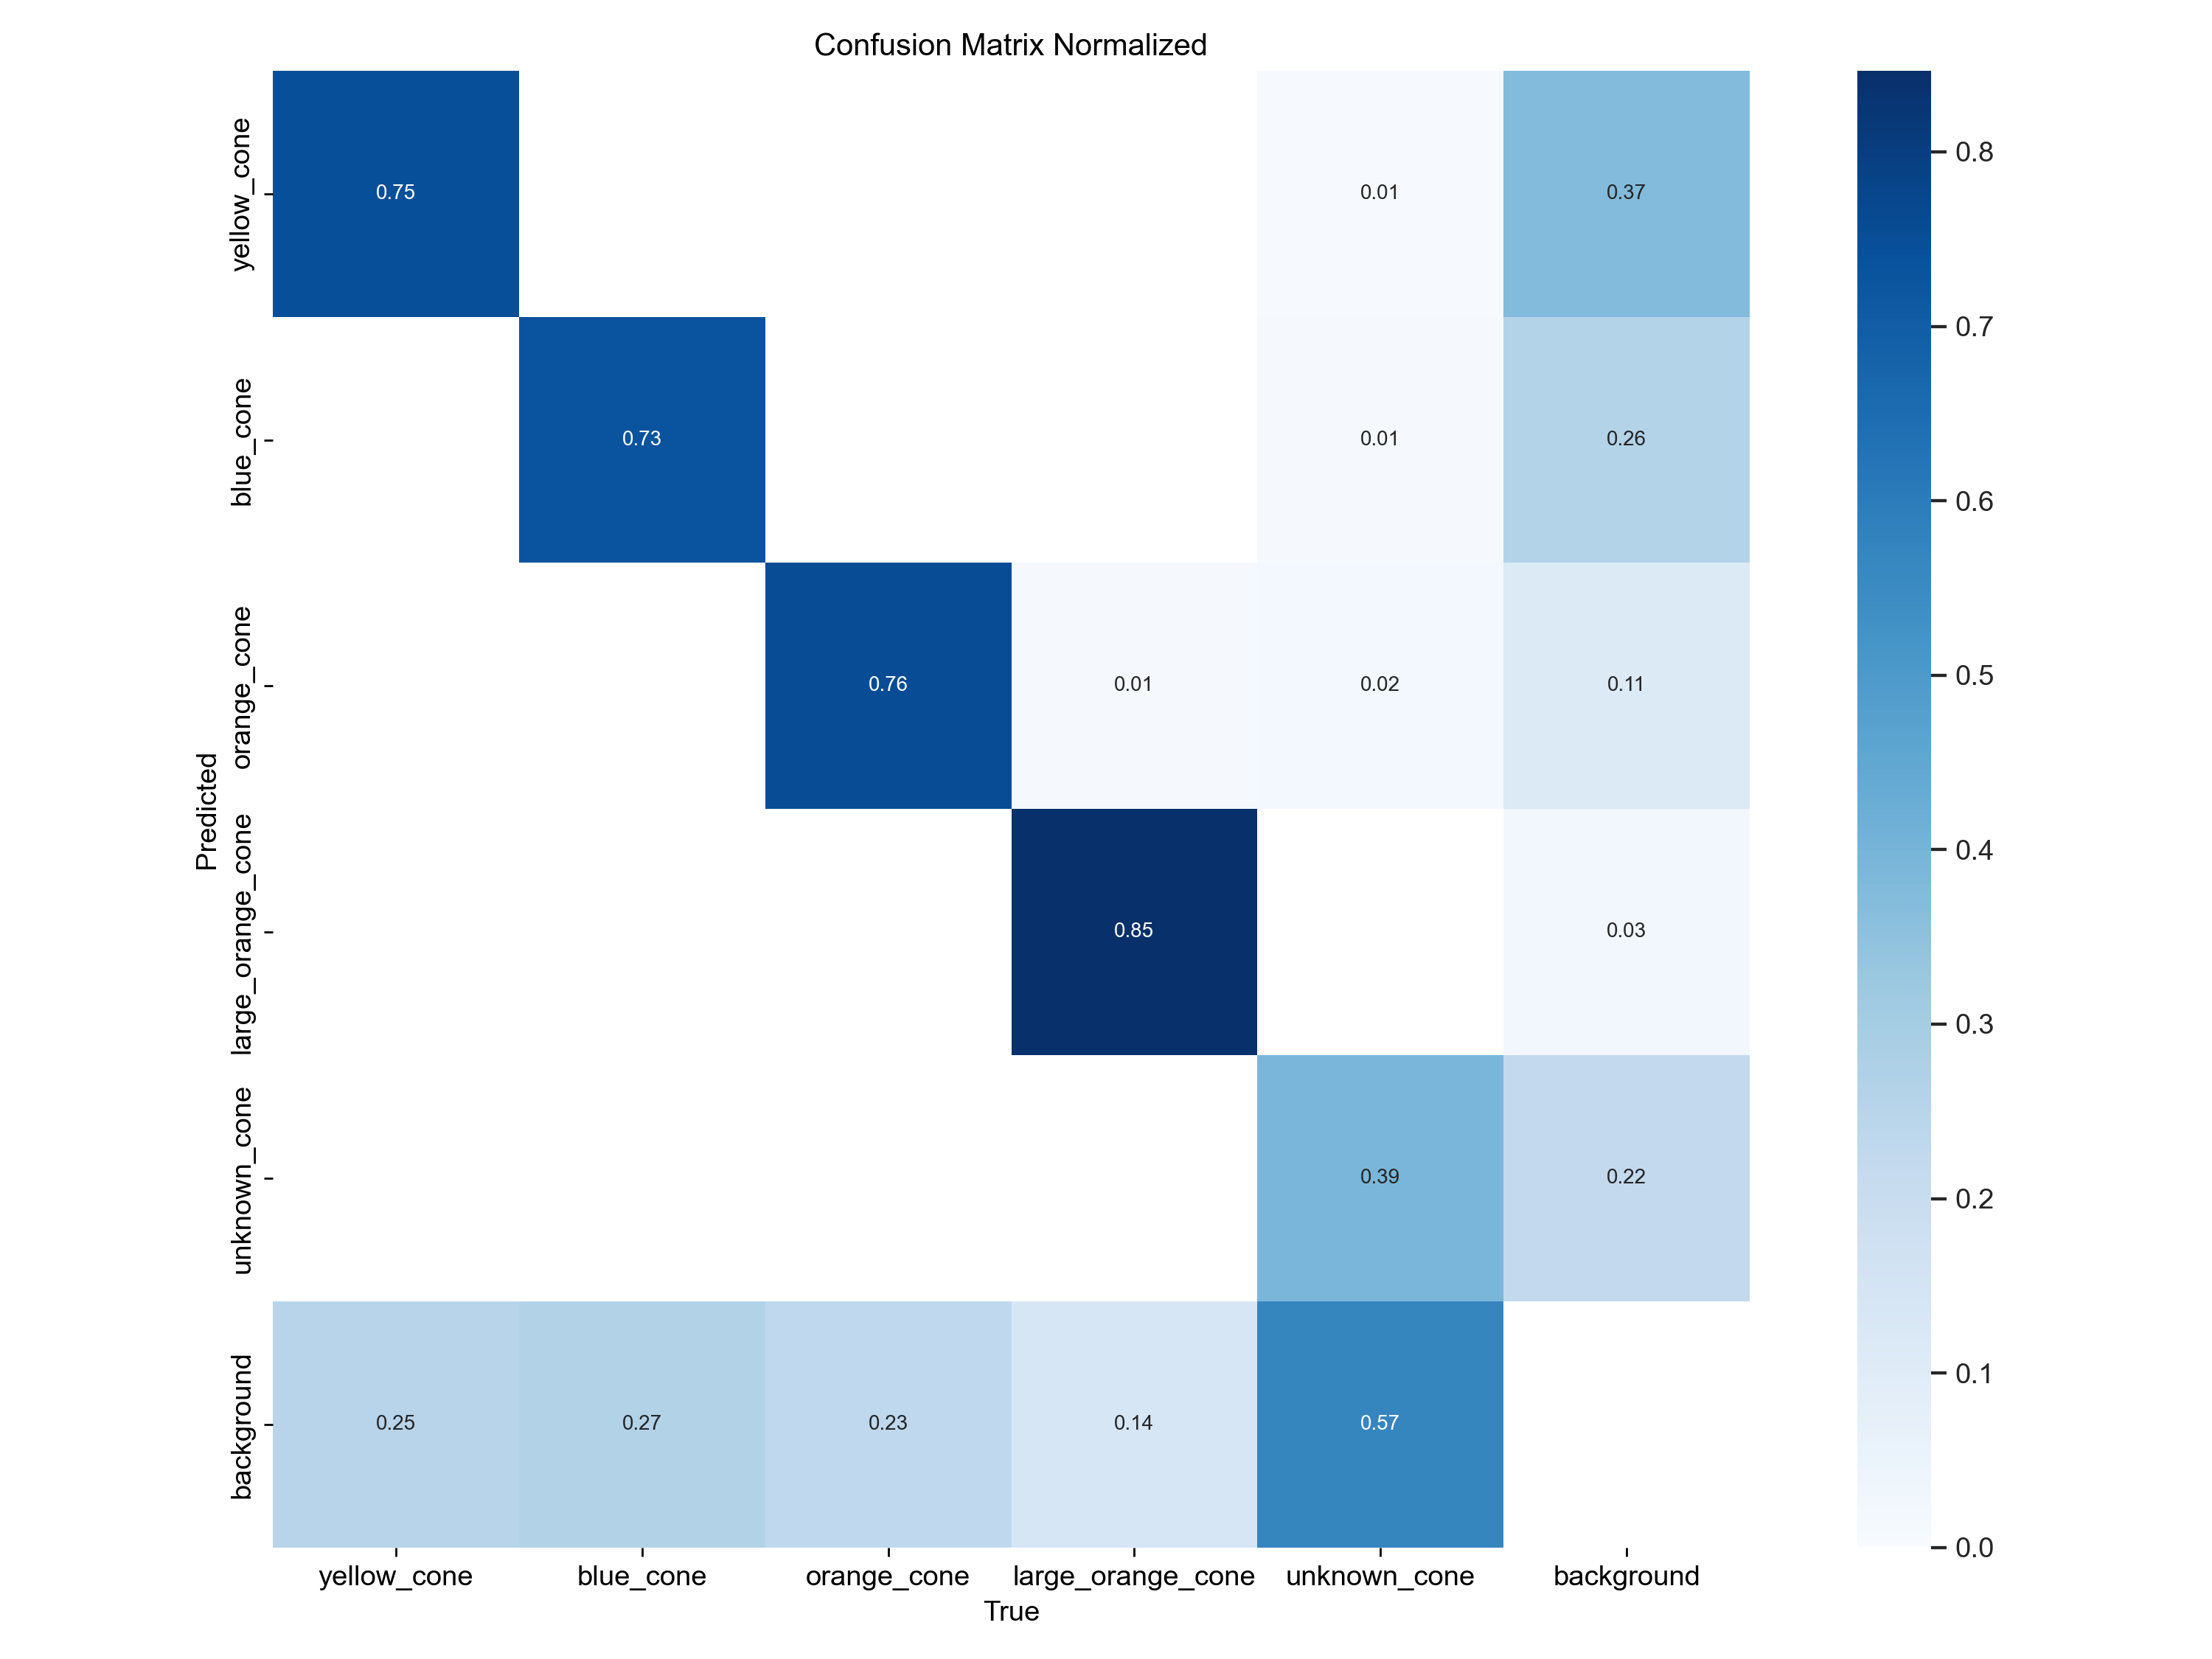 Confusion Matrix Normalized
yellow_cone
0.75
0.01
0.37
blue_cone
0.73
0.01
0.26
orange_cone
0.76
0.01
0.02
0.11
large_orange_cone
0.85
0.03
unknown_cone
0.39
0.22
background
0.25
0.27
0.23
0.14
0.57
Predicted
yellow_cone
blue_cone
orange_cone
large_orange_cone
unknown_cone
background
True
0.8
0.7
0.6
0.5
0.4
0.3
0.2
0.1
0.0